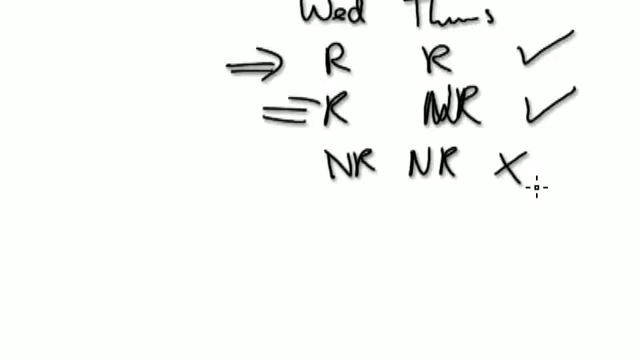 Wed Thurs
⇒ R R ✓
R NR ✓
NR NR X